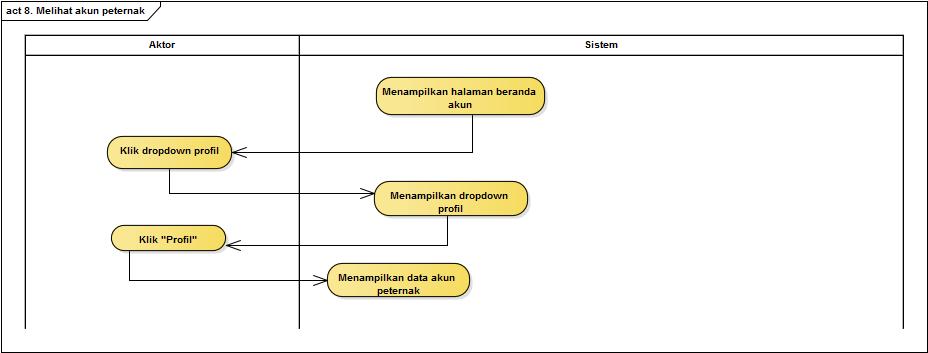 act 8. Melihat akun peternak
Aktor
Sistem
Menampilkan halaman beranda
akun
Klik dropdown profil
Menampilkan dropdown
profil
Klik "Profil"
Menampilkan data akun
peternak